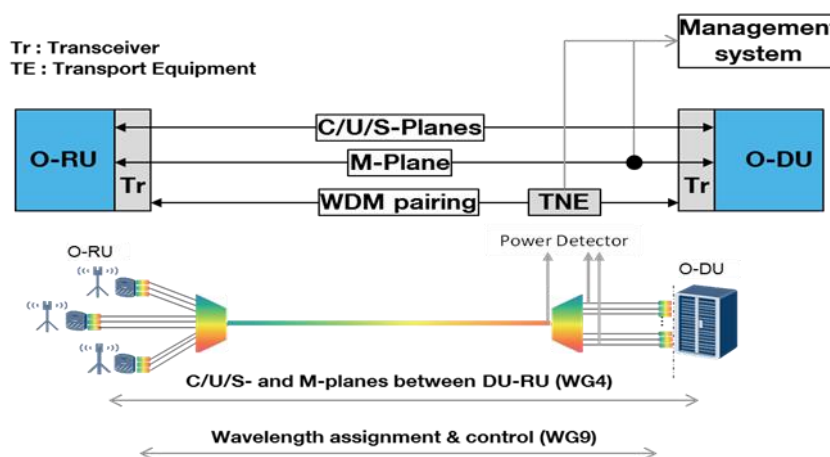 Tr : Transceiver
TE : Transport Equipment
Management
system
C/U/S-Planes
O-RU
M-Plane
O-DU
Tr
Tr
WDM pairing
TNE
Power Detector
O-RU
O-DU
C/U/S- and M-planes between DU-RU (WG4)
Wavelength assignment & control (WG9)